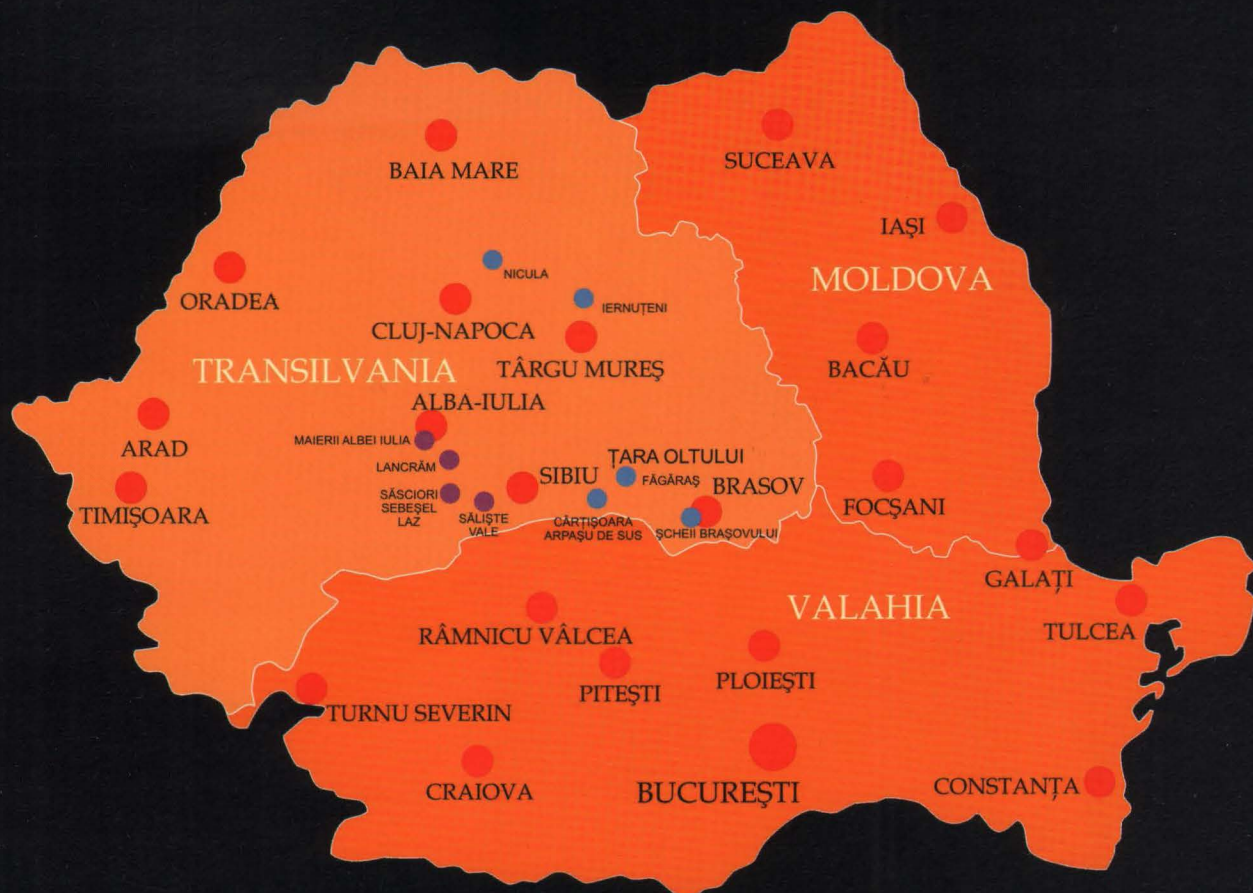 SUCEAVA
BAIA MARE
IAŞI
NICULA
MOLDOVA
ORADEA
IERNUŢENI
CLUJ-NAPOCA
TRANSILVANIA
TÂRGU MUREŞ
BACĂU
ALBA-IULIA
MAIERII ALBEI IULIA
ARAD
LANCRĂM
ŢARA OLTULUI
SIBIU
FĂGĂRAŞ
BRASOV
SĂSCIORI
SEBEŞEL
LAZ
SĂLIŞTE
VALE
CÂRŢIŞOARA
ARPAŞU DE SUS
ŞCHEII BRAŞOVULUI
TIMIŞOARA
FOCŞANI
GALAŢI
VALAHIA
TULCEA
RÂMNICU VÂLCEA
PLOIEŞTI
PITEŞTI
TURNU SEVERIN
CRAIOVA
BUCUREŞTI
CONSTANŢA